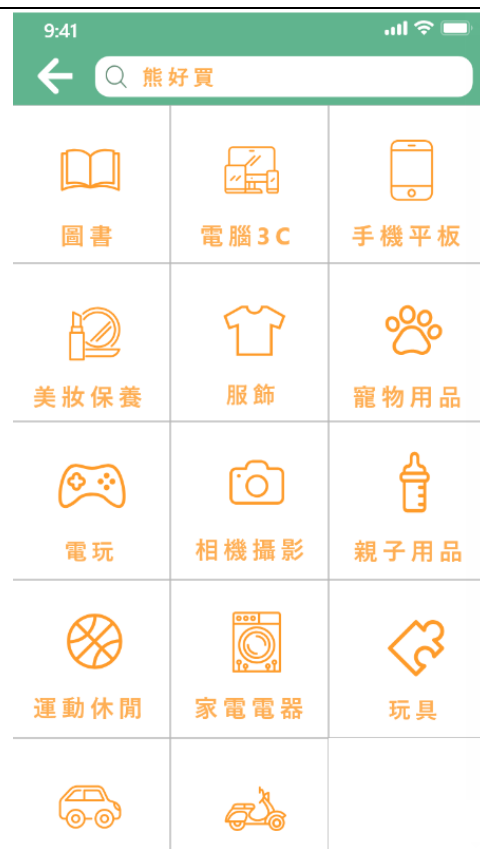 9:41
熊好買
圖書
電腦3C
手機平板
美妝保養
服飾
寵物用品
電玩
相機攝影
親子用品
運動休閒
家電電器
玩具